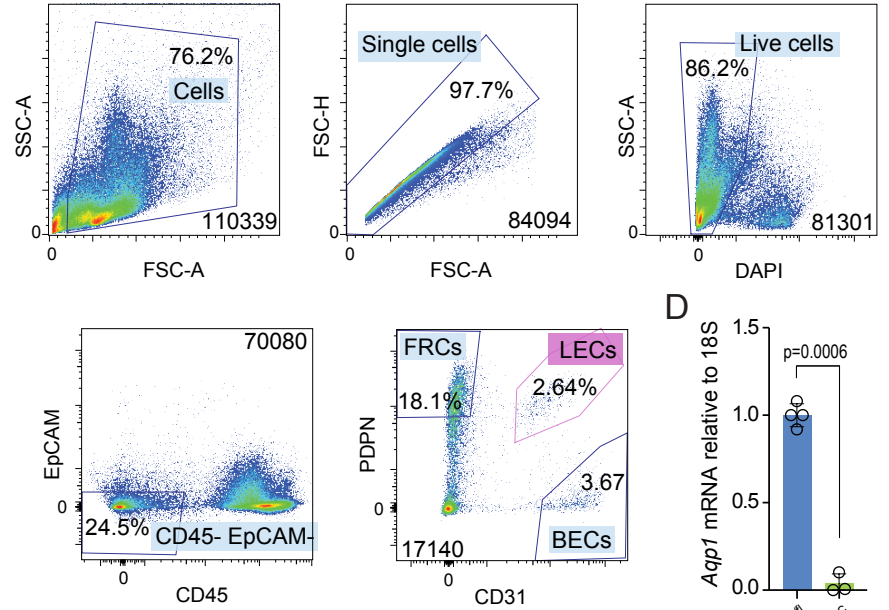 76.2%
Cells
SSC-A
0
110339
0
FSC-A
Single cells
97.7%
FSC-H
0
84094
0
FSC-A
Live cells
86.2%
SSC-A
0
81301
0
DAPI
70080
EpCAM
0
24.5%
CD45- EpCAM-
0
CD45
FRCs
LECs
18.1%
2.64%
PDPN
0
3.67
BECs
17140
0
CD31
D
Aqp1 mRNA relative to 18S
1.5
p=0.0006
1.0
0.5
0.0